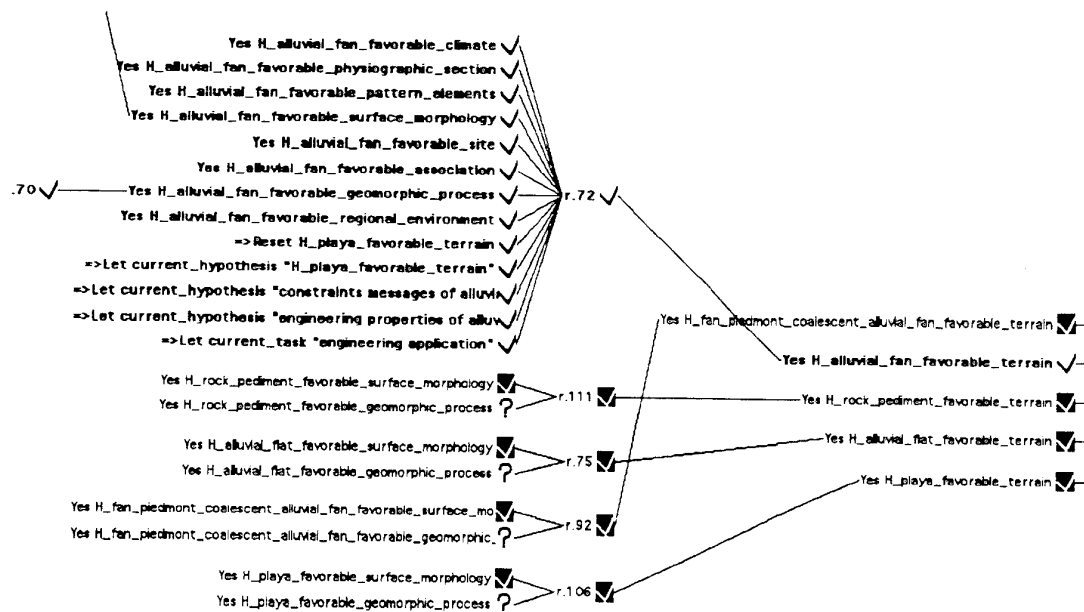 Yes H_alluvial_fan_favorable_climate
Yes H_alluvial_fan_favorable_physiographic_section
Yes H_alluvial_fan_favorable_pattern_elements
Yes H_alluvial_fan_favorable_surface_morphology
Yes H_alluvial_fan_favorable_site
Yes H_alluvial_fan_favorable_association
.70
Yes H_alluvial_fan_favorable_geomorphic_process
r.72
Yes H_alluvial_fan_favorable_regional_environment
=>Reset H_playa_favorable_terrain
=>Let current_hypothesis "H_playa_favorable_terrain"
=>Let current_hypothesis "constraints messages of alluvi
=>Let current_hypothesis "engineering properties of alluv
=>Let current_task "engineering application"
Yes H_fan_piedmont_coalescent_alluvial_fan_favorable_terrain
Yes H_alluvial_fan_favorable_terrain
Yes H_rock_pediment_favorable_surface_morphology
Yes H_rock_pediment_favorable_geomorphic_process ?
r.111
Yes H_rock_pediment_favorable_terrain
Yes H_alluvial_flat_favorable_surface_morphology
Yes H_alluvial_flat_favorable_geomorphic_process ?
r.75
Yes H_alluvial_flat_favorable_terrain
Yes H_playa_favorable_terrain
Yes H_fan_piedmont_coalescent_alluvial_fan_favorable_surface_mo
Yes H_fan_piedmont_coalescent_alluvial_fan_favorable_geomorphic_ ?
r.92
Yes H_playa_favorable_surface_morphology
Yes H_playa_favorable_geomorphic_process ?
r.106